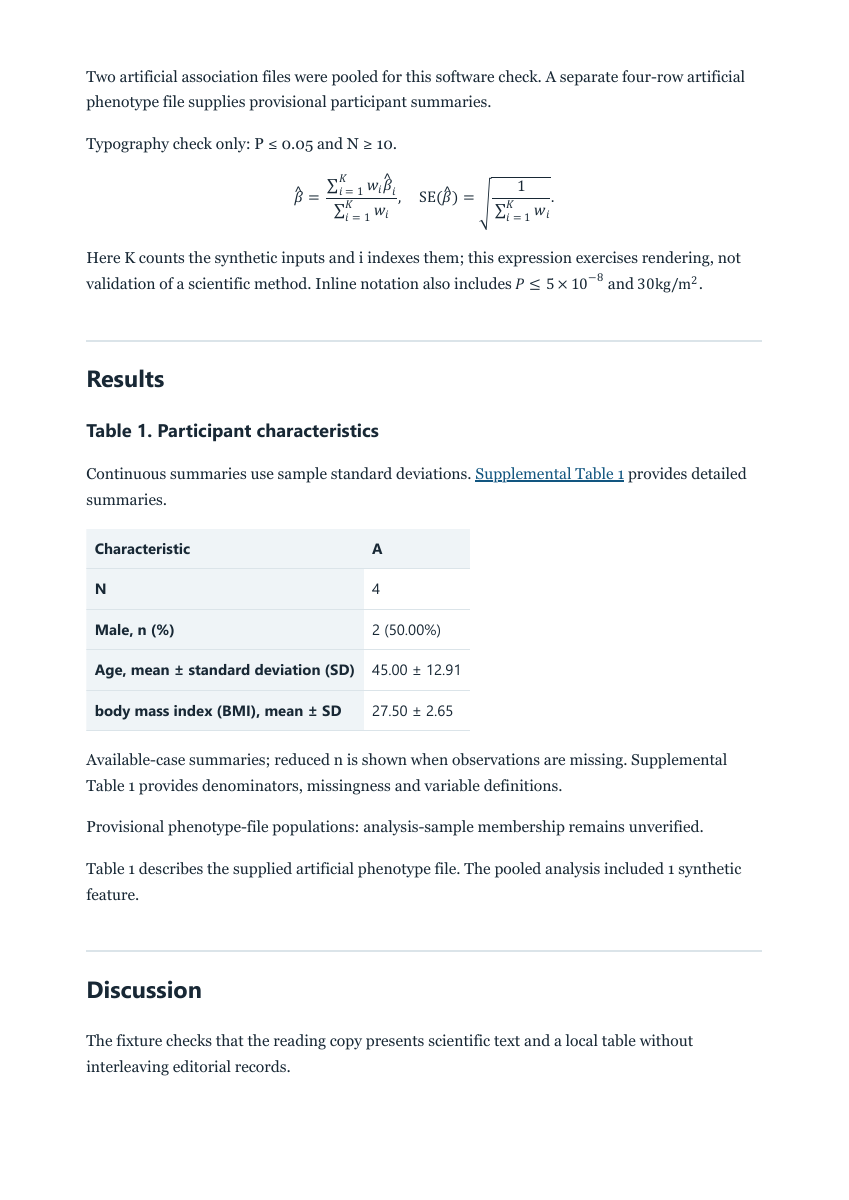 Two artificial association files were pooled for this software check. A separate four-row artificial
phenotype file supplies provisional participant summaries.
Typography check only: P ≤ 0.05 and N ≥ 10.
β̂ = ∑ᵢ₌₁ᴷ wᵢβ̂ᵢ / ∑ᵢ₌₁ᴷ wᵢ, SE(β̂) = √(1 / ∑ᵢ₌₁ᴷ wᵢ).
Here K counts the synthetic inputs and i indexes them; this expression exercises rendering, not
validation of a scientific method. Inline notation also includes P ≤ 5 × 10⁻⁸ and 30kg/m².
Results
Table 1. Participant characteristics
Continuous summaries use sample standard deviations. Supplemental Table 1 provides detailed
summaries.
Characteristic A
N 4
Male, n (%) 2 (50.00%)
Age, mean ± standard deviation (SD) 45.00 ± 12.91
body mass index (BMI), mean ± SD 27.50 ± 2.65
Available-case summaries; reduced n is shown when observations are missing. Supplemental
Table 1 provides denominators, missingness and variable definitions.
Provisional phenotype-file populations: analysis-sample membership remains unverified.
Table 1 describes the supplied artificial phenotype file. The pooled analysis included 1 synthetic
feature.
Discussion
The fixture checks that the reading copy presents scientific text and a local table without
interleaving editorial records.